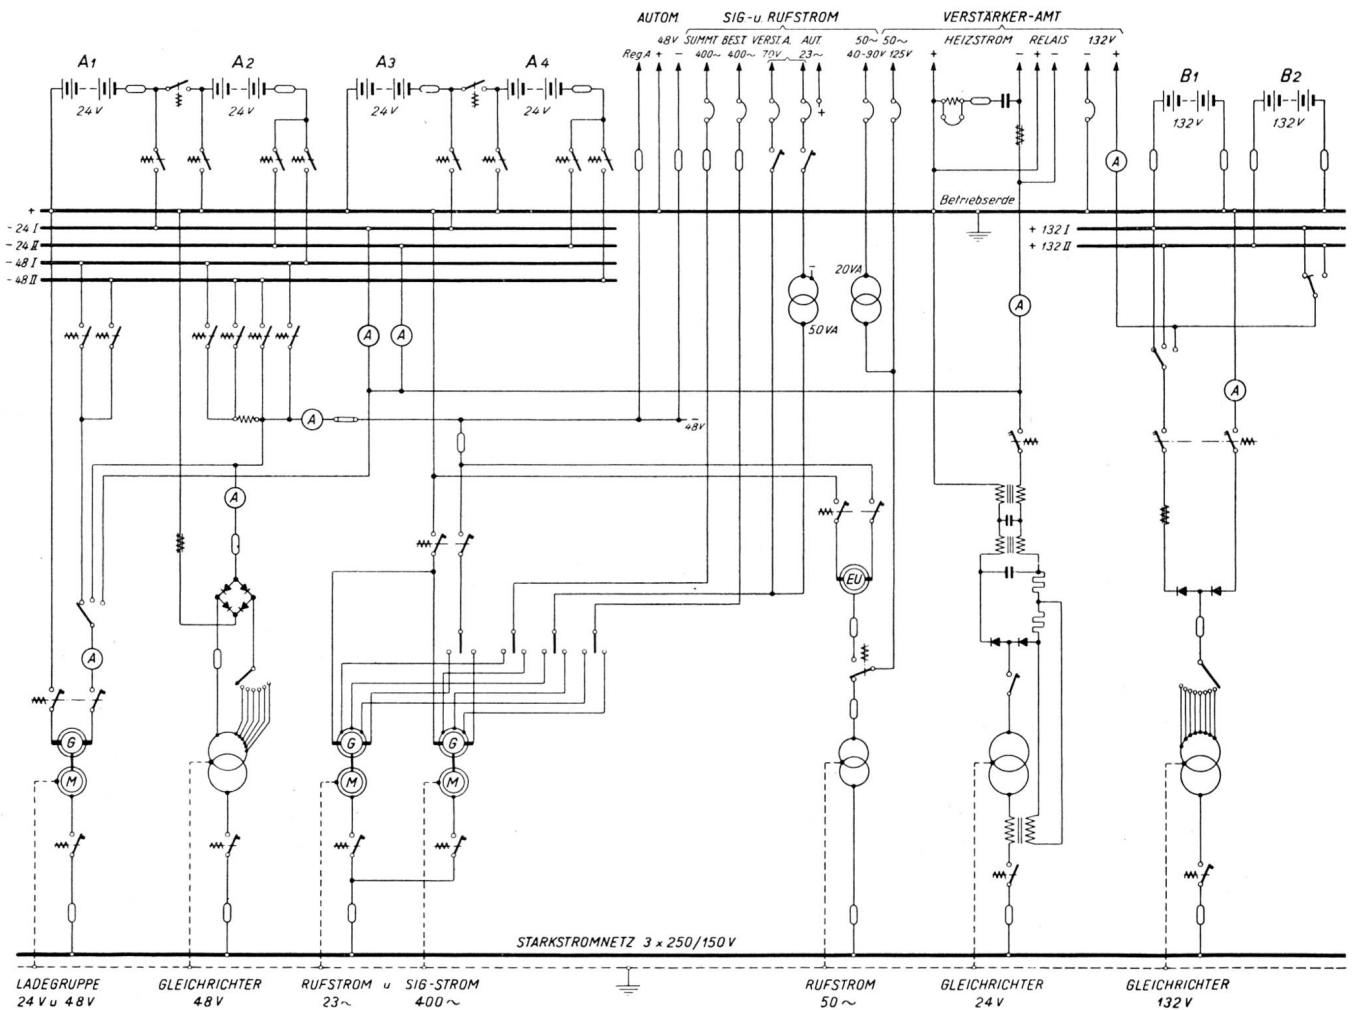 AUTOM SIG-u. RUFSTROM VERSTÄRKER-AMT
48V SUMMT BEST. VERST.A. AUT. 50~ 50~ HEIZSTROM RELAIS 132V
Reg.A + - 400~ 400~ 70V 23~ 40-90V 125V + - + - - +
A1 A2 A3 A4 B1 B2
24V 24V 24V 24V 132V 132V
+
A
Betriebserde
+
- 24 I + 132 I
- 24 II + 132 II
- 48 I
- 48 II
- 20VA
50VA
A
A A
A
A
-
48V
A
EU
A
G G G
M M M
STARKSTROMNETZ 3 x 250/150 V
LADEGRUPPE GLEICHRICHTER RUFSTROM u SIG-STROM RUFSTROM GLEICHRICHTER GLEICHRICHTER
24V u 48V 48V 23~ 400~ 50~ 24V 132V